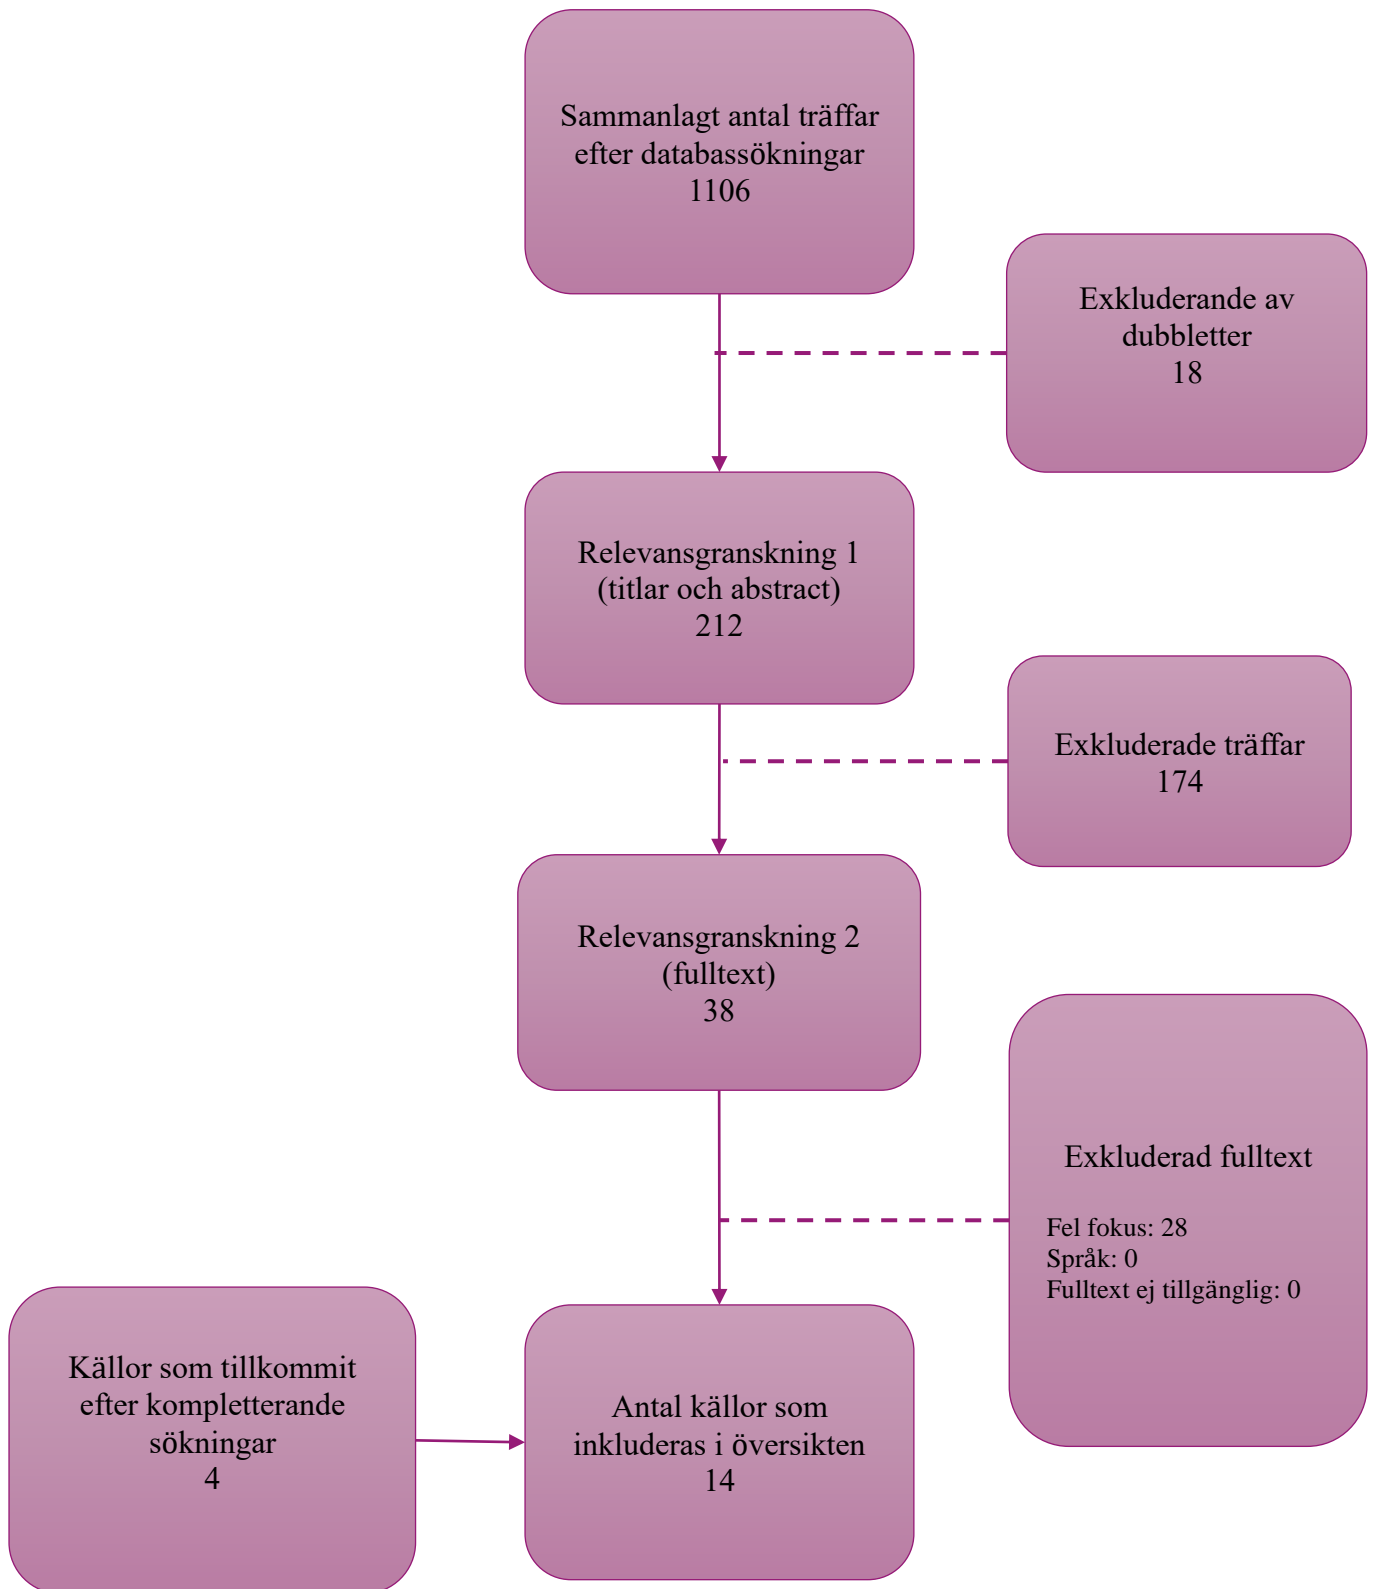 Sammanlagt antal träffar
efter databassökningar
1106
Exkluderande av
dubbletter
18
Relevansgranskning 1
(titlar och abstract)
212
Exkluderade träffar
174
Relevansgranskning 2
(fulltext)
38
Exkluderad fulltext
Fel fokus: 28
Språk: 0
Fulltext ej tillgänglig: 0
Källor som tillkommit
efter kompletterande
sökningar
4
Antal källor som
inkluderas i översikten
14